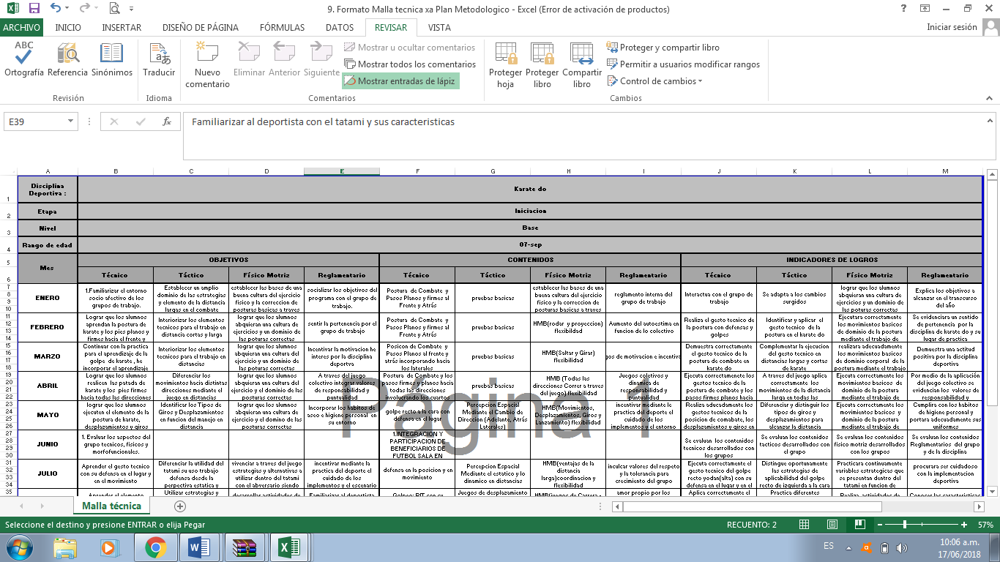 9. Formato Malla tecnica xa Plan Metodologico - Excel (Error de activación de productos)
ARCHIVO INICIO INSERTAR DISEÑO DE PÁGINA FÓRMULAS DATOS REVISAR VISTA Iniciar sesión
ABC
Ortografía Referencia Sinónimos Traducir Nuevo comentario Eliminar Anterior Siguiente
Mostrar u ocultar comentarios
Mostrar todos los comentarios
Mostrar entradas de lápiz
Proteger hoja Proteger libro Compartir libro
Proteger y compartir libro
Permitir a usuarios modificar rangos
Control de cambios
Revisión Idioma Comentarios Cambios
E39 fx Familiarizar al deportista con el tatami y sus caracteristicas
A B C D E F G H I J K L M
1 Disciplina Deportiva : Karate do
2 Etapa Iniciacion
3 Nivel Base
4 Rango de edad 07-sep
5 Mes OBJETIVOS CONTENIDOS INDICADORES DE LOGROS
6 Técnico Táctico Físico Motriz Reglamentario Técnico Táctico Físico Motriz Reglamentario Técnico Táctico Físico Motriz Reglamentario
7 8 9 10
ENERO
1.Familiarizar el entorno socio afectivo de los grupos de trabajo.
Establecer un amplio dominio de las estrategias y elemento de la distancia largas en el combate
establecer las bases de una buena cultura del ejercicio fisico y la correccion de posturas basicas a traves
socializar los objetivos del programa con el grupo de trabajo.
Postura de Combate y Pasos Planos y firmes al Frente y Atrás
pruebas basicas
establecer las bases de una buena cultura del ejercicio fisico y la correccion de posturas basicas a traves
reglamento interna del grupo de trabajo
Interactua con el grupo de trabajo
Se adapta a los cambios surgidos
lograr que los alumnos abquieran una cultura de ejercicios y un dominio de las poturas correctas
Explica los objetivos a alcanzar en el transcurso del año
11 12 13 14
FEBRERO
Lograr que los alumnos aprendan la postura de karate y los pies planos y firmes hacia el frente y
Interiorizar los elementos tecnicos para el trabajo en distancia cortas y larga
lograr que los alumnos abquieran una cultura de ejercicios y un dominio de las poturas correctas
sentir la pertenencia por el grupo de trabajo
Postura de Combate y Pasos Planos y firmes al Frente y Atrás
pruebas basicas
HMB(rodar y proyeccion) flexibilidad
Aumento del autoestima en funcion de lo colectivo
Realiza el gesto tecnico de la postura con defensas y golpes
Identificar y aplicar el gesto tecnico de la postura en el karate do
Ejecutara correctamente los movimientos basicos de dominio de la postura mediante el trabajo de
Se evidenciara un sentido de pertenencia por la disciplina de karate do y su lugar de practica
15 16 17 18
MARZO
Continuar con la practica para el aprendizaje de la golpe de karate , he incorporar el aprendizaje
Interiorizar los elementos tecnicos para el trabajo en distancias
lograr que los alumnos abquieran una cultura del ejercicio y un dominio de las posturas correctas
Incentivar la motivacion he interes por la disciplina deportiva
Posicon de Combate y Pasos Planos y firmes al frente y atrás incorporando hacia los laterales
pruebas basicas
HMB(Saltar y Girar) flexibilidad
gos de motivacion e incentiva
Demuestra correctamente el gesto tecnico de la postura de combate en karate do
Complementar la ejecucion del gesto tecnico en distancias largas y cortas
realizara adecuadamente los movimientos basicos de dominio corporal de la postura mediante el trabajo
Demuestra una actitud positiva por la disciplina deportva
19 20 21 22
ABRIL
Lograr que los alumnos realicen las patada de karate y los pies firmes hacia todas las direcciones
Diferenciar los movimientos hacia distintas direcciones mediante el juego en distancias
lograr que los alumnos abquieran una cultura del ejercicio y el dominio de las posturas correctas
A traves del juego colectivo integrar valores de responsabilidad y puntualidad
Postura de Combate y los pasos firmes y planos hacia todas las direcciones involucrando los cuartos
pruebas basicas
HMB (Todas las direcciones Correr a traves del juego) flexibilidad
Juegos coletivos y dinamicas de responsabilidad y puntualidad
Ejecuta correctamente los gestos tecnico de la postura de combate y los pasos firmes planos hacia
A traves del juego aplica correctamente los movimientos de la distancia larga en todas las
Ejecuta correctamente los movimientos basicos de dominio de la postura mediante el trabajo de
Por medio de la aplicación del juego colectivo se evidencian los valores de responsabilidad y
23 24 25 26
MAYO
lograr que los alumnos ejecuten el elemento de la postura de karate, desplazamientos y giros
Identificar los Tipos de Giros y Desplazamientos en funcion del manejo en
lograr que los alumnos abquieran una cultura del ejercicio y el domino de las posturas correctas
Incorporar los habitos de aseo e higiene personal en su entorno
golpe recto a la cara con defensa en el lugar
Percepcion Espacial Mediante el Cambio de Direccion (Adelante, Atrás Laterales)
HMB(Movimientos, Desplazamientos, Giros y Lanzamiento) flexibilidad
incentivar mediante le practica del deporte el cuidado de los implementos y el entorno
Realiza aducadamente los gestos tecnicos de la posicion de comabate, los desplazamientos y giros en
Diferenciar y distinguir los tipos de giros y desplazamientos para alcanzar la distancia
Ejecuta correctamente los movimientos basicos y dominio de la postura mediante el trabajo de
Cumplira con los habitos de higiene personal y portara adecuadamente sus uniformes
27 28 29 30
JUNIO
1. Evaluar los aspectos del grupo tecnicos, fisicos y morfofuncionales.
1.INTEGRACION Y PARTICIPACION DE BENEFICIARIOS DE FUTBOL SALA EN
Se evaluan los contenidos tecnicos desarrollados con los grupos
Se evaluan los contenidos tacticos desarrollados con el grupo
Se evaluan los contenidos fisico motriz desarrollados con los grupos
Se evaluan los contenidos Reglamentarios del grupo y de la disciplina
31 32 33 34
JULIO
Aprender el gesto tecnico con su defensa en el lugar y en el movimiento
Diferenciar la utilidad del tatami su uso trabajo defensa desde la perpectiva estatica y
vivenciar a traves del juego estrategias y alternativas a utilizar dentro del tatami con el adversario siendo
incentivar mediante la practica del deporte el cuidado de los implementos y el escenario
defensa en la posicion y en movimiento
Percepcion Espacial Mediante el estatico y lo dinamico en distancias
HMB(ventajas de la distancia larga)coordinacion y flexibilidad
inculcar valores del respeto y la tolerancia para crecimiento del grupo
Ejecuta correctamente el golpe recto yodan(alta) con su defensa en el lugar y en el
Distingue oportunamente las estrategias de aplicabilidad del golpe recto de izquierda a la cara
Practicara continuamente variables estrategicas que se presentan dentro del tatami en funcion de
procurara ser cuidadoso con la implementacion deportiva
35
Aprender el elemento
Utilizar estrategias y
desarrollar actiuidades de
Familiarizar al deportista
Golpes RIT con su
Juegos de desplazamiento
HMB(juegos de Carrera -
amor propio por los
Aplica correctamente el
Practica diferentes
Realiza actiuidades de
Conocer las caracteristicas
Página 1
Malla técnica
Seleccione el destino y presione ENTRAR o elija Pegar RECUENTO: 2 57%
ES 10:06 a.m.
17/06/2018